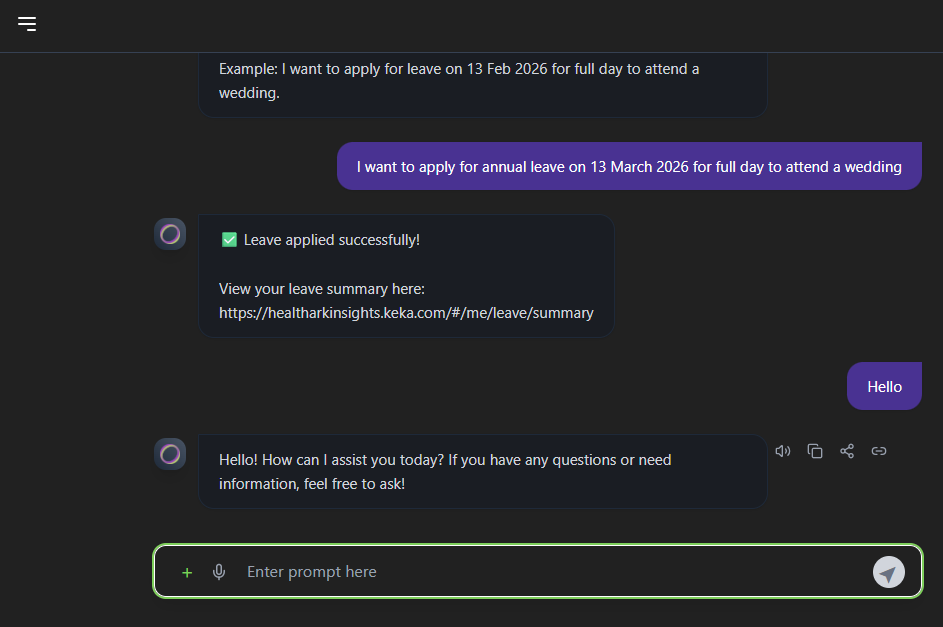 Example: I want to apply for leave on 13 Feb 2026 for full day to attend a
wedding.
I want to apply for annual leave on 13 March 2026 for full day to attend a wedding
✅ Leave applied successfully!
View your leave summary here:
https://healtharkinsights.keka.com/#/me/leave/summary
Hello
Hello! How can I assist you today? If you have any questions or need
information, feel free to ask!
Enter prompt here